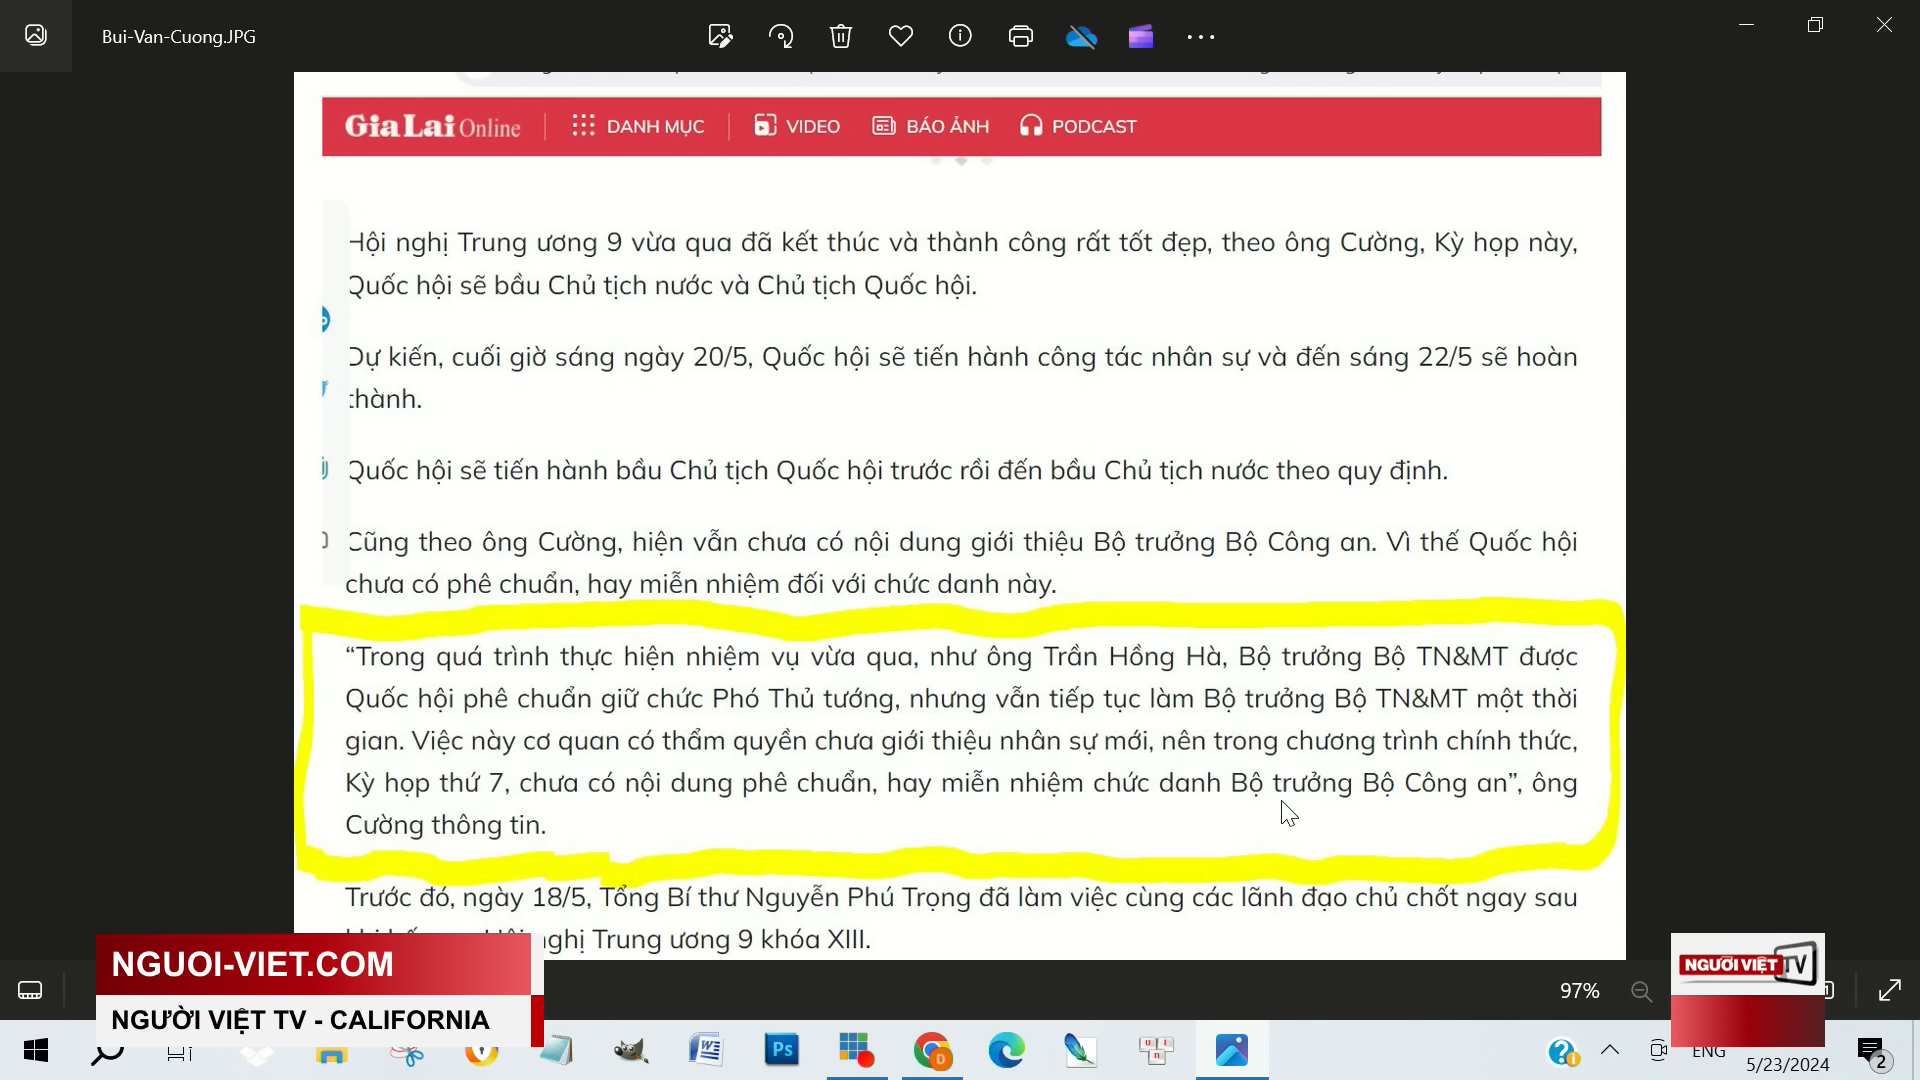 Bui-Van-Cuong.JPG
Gia Lai Online
DANH MỤC
VIDEO
BÁO ẢNH
PODCAST
Hội nghị Trung ương 9 vừa qua đã kết thúc và thành công rất tốt đẹp, theo ông Cường, Kỳ họp này,
Quốc hội sẽ bầu Chủ tịch nước và Chủ tịch Quốc hội.
Dự kiến, cuối giờ sáng ngày 20/5, Quốc hội sẽ tiến hành công tác nhân sự và đến sáng 22/5 sẽ hoàn
thành.
Quốc hội sẽ tiến hành bầu Chủ tịch Quốc hội trước rồi đến bầu Chủ tịch nước theo quy định.
Cũng theo ông Cường, hiện vẫn chưa có nội dung giới thiệu Bộ trưởng Bộ Công an. Vì thế Quốc hội
chưa có phê chuẩn, hay miễn nhiệm đối với chức danh này.
“Trong quá trình thực hiện nhiệm vụ vừa qua, như ông Trần Hồng Hà, Bộ trưởng Bộ TN&MT được
Quốc hội phê chuẩn giữ chức Phó Thủ tướng, nhưng vẫn tiếp tục làm Bộ trưởng Bộ TN&MT một thời
gian. Việc này cơ quan có thẩm quyền chưa giới thiệu nhân sự mới, nên trong chương trình chính thức,
Kỳ họp thứ 7, chưa có nội dung phê chuẩn, hay miễn nhiệm chức danh Bộ trưởng Bộ Công an”, ông
Cường thông tin.
Trước đó, ngày 18/5, Tổng Bí thư Nguyễn Phú Trọng đã làm việc cùng các lãnh đạo chủ chốt ngay sau
nghị Trung ương 9 khóa XIII.
NGUOI-VIET.COM
NGƯỜI VIỆT TV - CALIFORNIA
97%
NGƯỜI VIỆT TV
Ps
D
ENG
5/23/2024
2